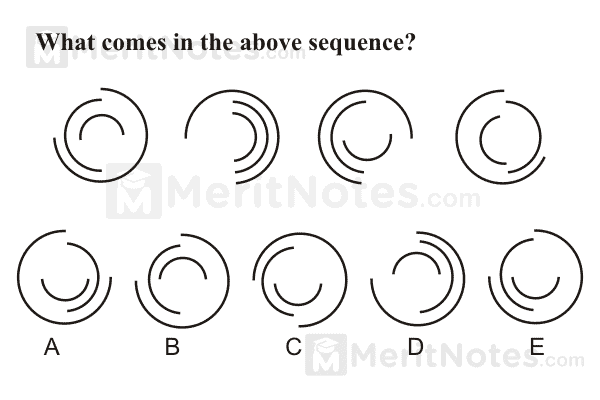 What comes in the above sequence?
MeritNotes.com
MeritNotes.com
A B C D E
MeritNotes.com